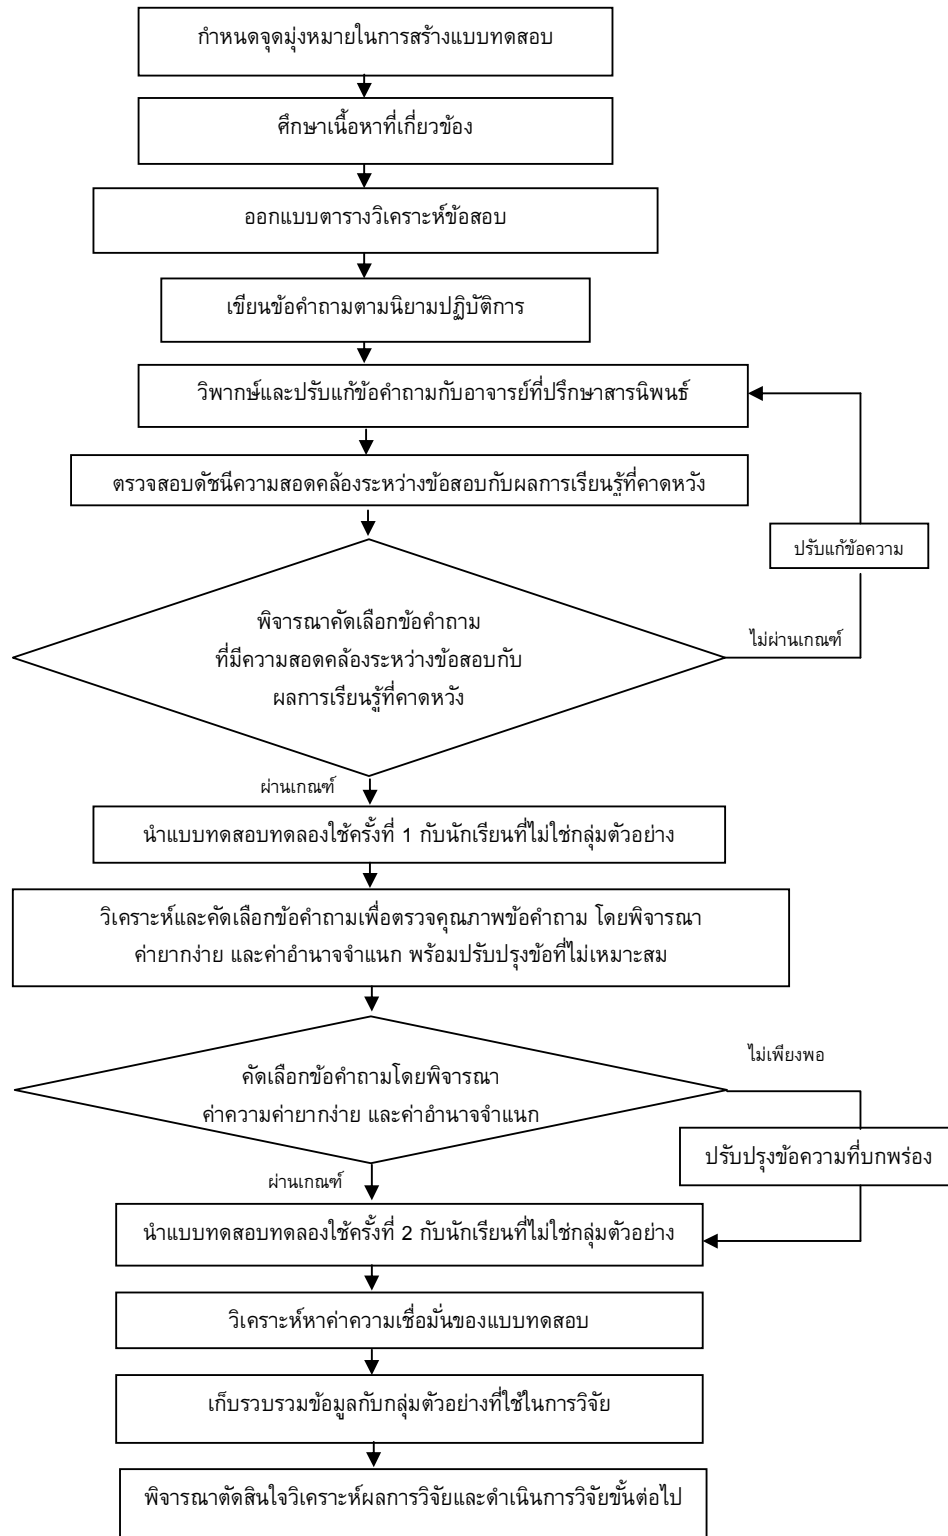 กำหนดจุดมุ่งหมายในการสร้างแบบทดสอบ
ศึกษาเนื้อหาที่เกี่ยวข้อง
ออกแบบตารางวิเคราะห์ข้อสอบ
เขียนข้อคำถามตามนิยามปฏิบัติการ
วิพากษ์และปรับแก้ข้อคำถามกับอาจารย์ที่ปรึกษาสารนิพนธ์
ตรวจสอบดัชนีความสอดคล้องระหว่างข้อสอบกับผลการเรียนรู้ที่คาดหวัง
ปรับแก้ข้อความ
พิจารณาคัดเลือกข้อคำถาม
ที่มีความสอดคล้องระหว่างข้อสอบกับ
ผลการเรียนรู้ที่คาดหวัง
ไม่ผ่านเกณฑ์
ผ่านเกณฑ์
นำแบบทดสอบทดลองใช้ครั้งที่ 1 กับนักเรียนที่ไม่ใช่กลุ่มตัวอย่าง
วิเคราะห์และคัดเลือกข้อคำถามเพื่อตรวจคุณภาพข้อคำถาม โดยพิจารณา
ค่ายากง่าย และค่าอำนาจจำแนก พร้อมปรับปรุงข้อที่ไม่เหมาะสม
ไม่เพียงพอ
คัดเลือกข้อคำถามโดยพิจารณา
ค่าความค่ายากง่าย และค่าอำนาจจำแนก
ปรับปรุงข้อความที่บกพร่อง
ผ่านเกณฑ์
นำแบบทดสอบทดลองใช้ครั้งที่ 2 กับนักเรียนที่ไม่ใช่กลุ่มตัวอย่าง
วิเคราะห์หาค่าความเชื่อมั่นของแบบทดสอบ
เก็บรวบรวมข้อมูลกับกลุ่มตัวอย่างที่ใช้ในการวิจัย
พิจารณาตัดสินใจวิเคราะห์ผลการวิจัยและดำเนินการวิจัยขั้นต่อไป